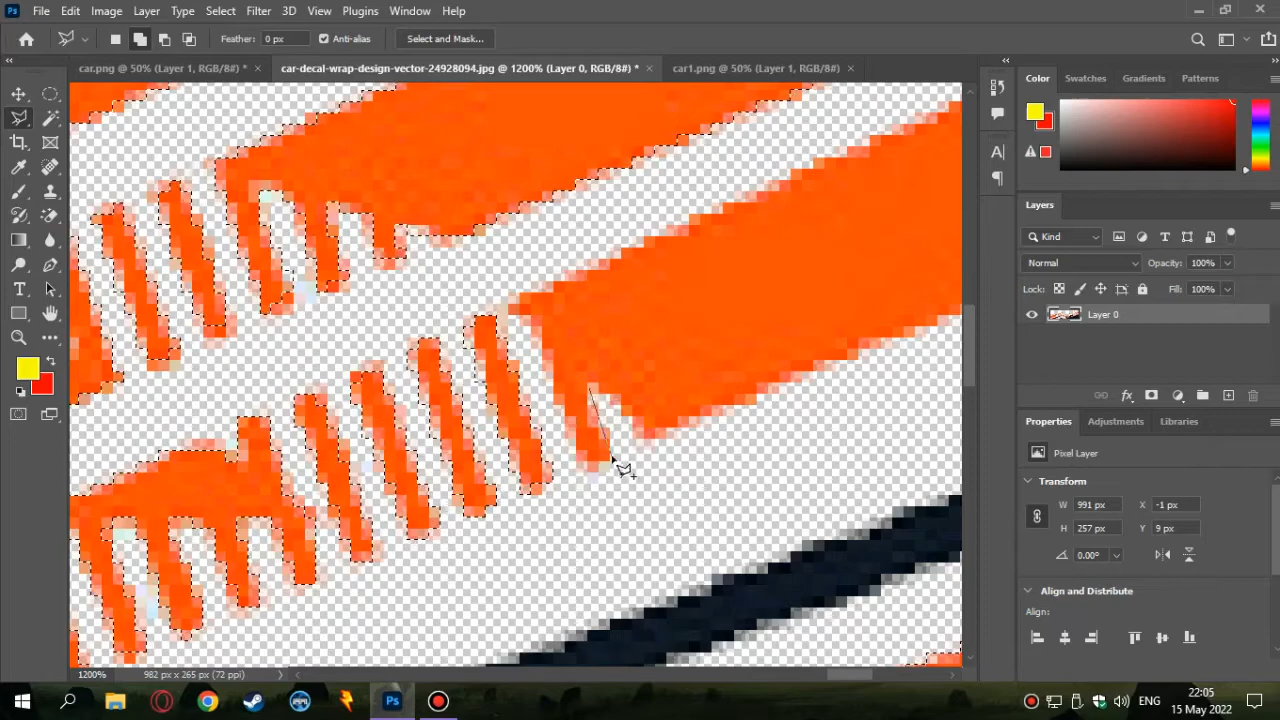 Ps File Edit Image Layer Type Select Filter 3D View Plugins Window Help
Feather: 0 px Anti-alias Select and Mask...
car.png @ 50% (Layer 1, RGB/8#) * × car-decal-wrap-design-vector-24928094.jpg @ 1200% (Layer 0, RGB/8#) * × car1.png @ 50% (Layer 1, RGB/8#) ×
Color Swatches Gradients Patterns
Layers
Kind
Normal Opacity: 100%
Lock: Fill: 100%
Layer 0
fx
Properties Adjustments Libraries
Pixel Layer
Transform
W 991 px X -1 px
H 257 px Y 9 px
0.00°
Align and Distribute
Align:
1200% 982 px x 265 px (72 ppi)
Ps ENG 22:05
15 May 2022